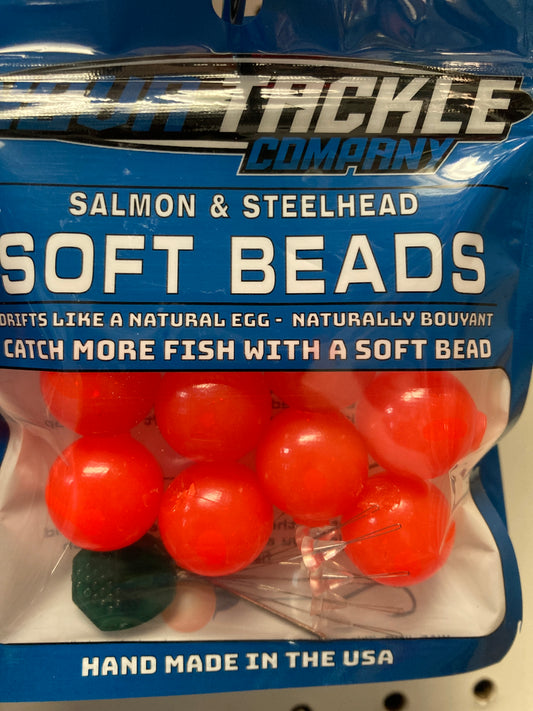 TACKLE
COMPANY
SALMON & STEELHEAD
SOFT BEADS
DRIFTS LIKE A NATURAL EGG - NATURALLY BOUYANT
CATCH MORE FISH WITH A SOFT BEAD
HAND MADE IN THE USA